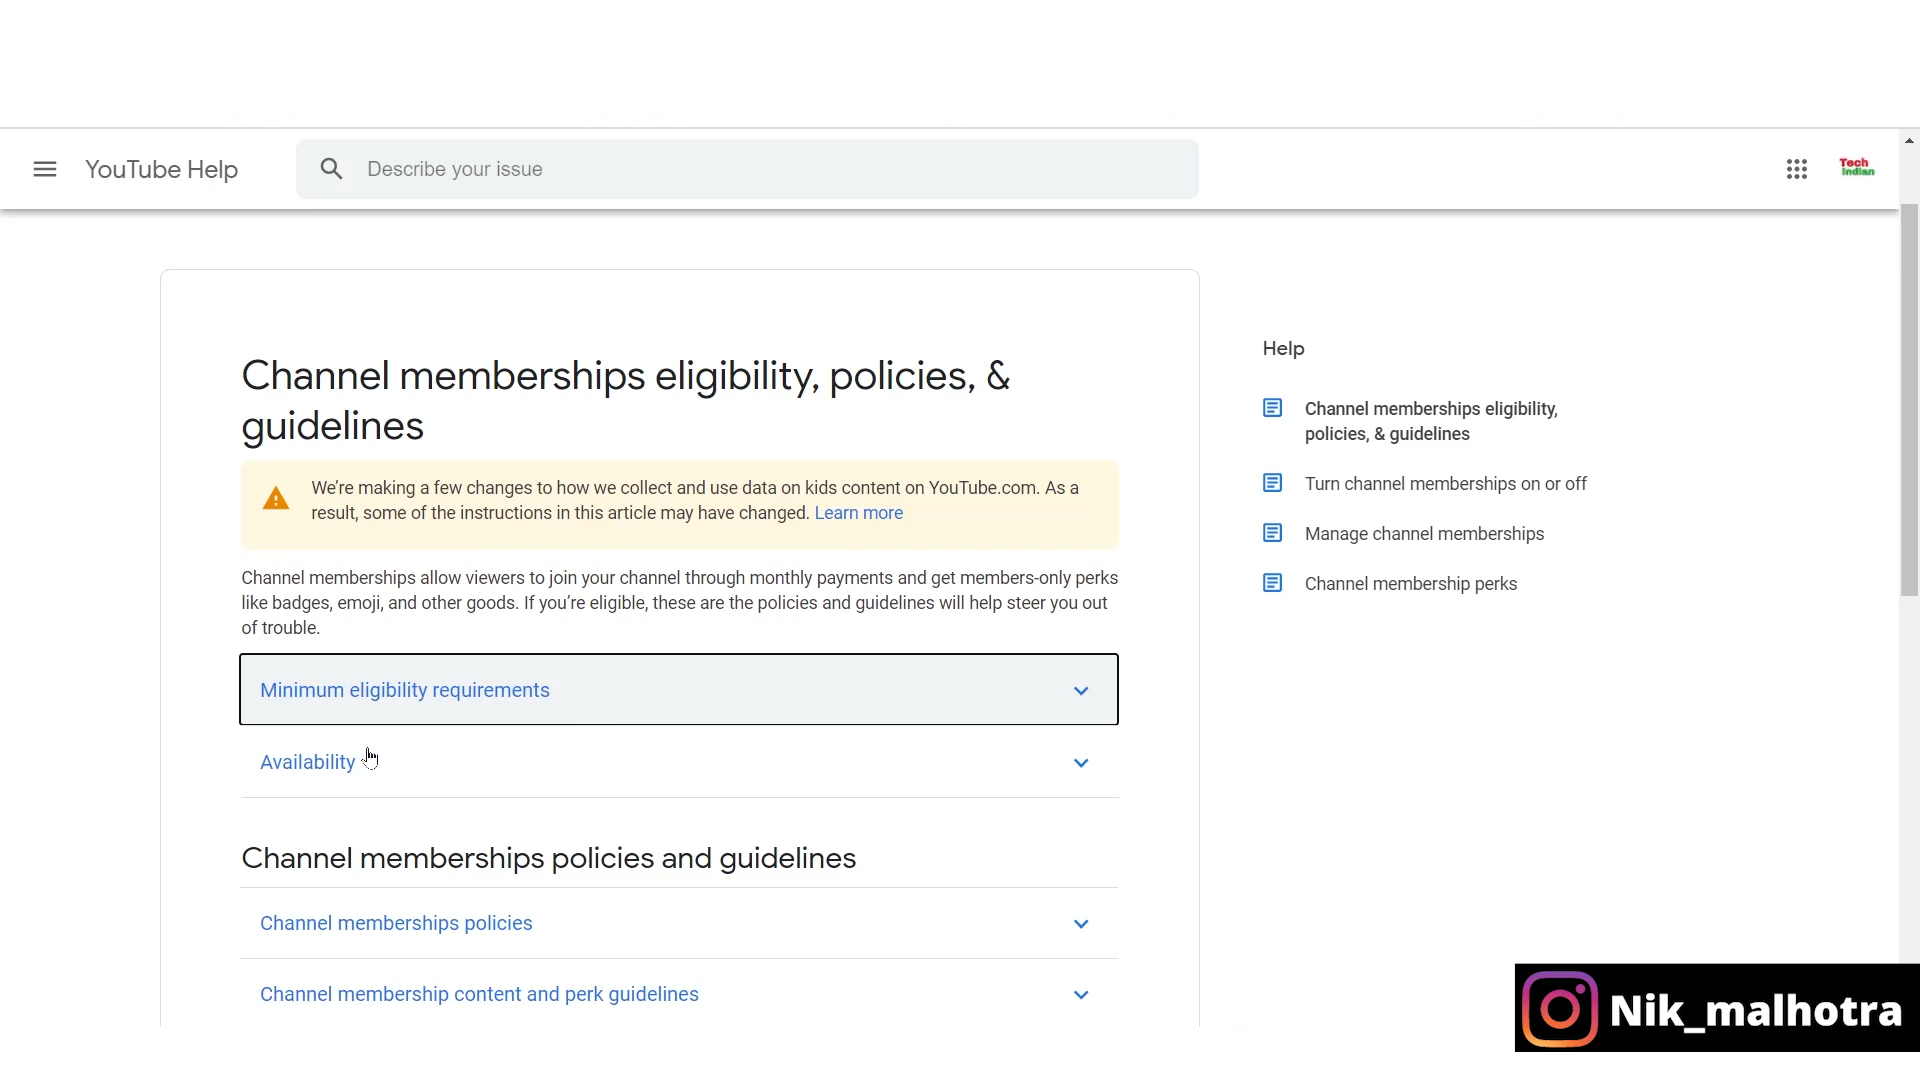 YouTube Help
Describe your issue
Tech
Indian
Channel memberships eligibility, policies, &
guidelines
We’re making a few changes to how we collect and use data on kids content on YouTube.com. As a
result, some of the instructions in this article may have changed. Learn more
Channel memberships allow viewers to join your channel through monthly payments and get members-only perks
like badges, emoji, and other goods. If you’re eligible, these are the policies and guidelines will help steer you out
of trouble.
Minimum eligibility requirements
Availability
Channel memberships policies and guidelines
Channel memberships policies
Channel membership content and perk guidelines
Help
Channel memberships eligibility,
policies, & guidelines
Turn channel memberships on or off
Manage channel memberships
Channel membership perks
Nik_malhotra